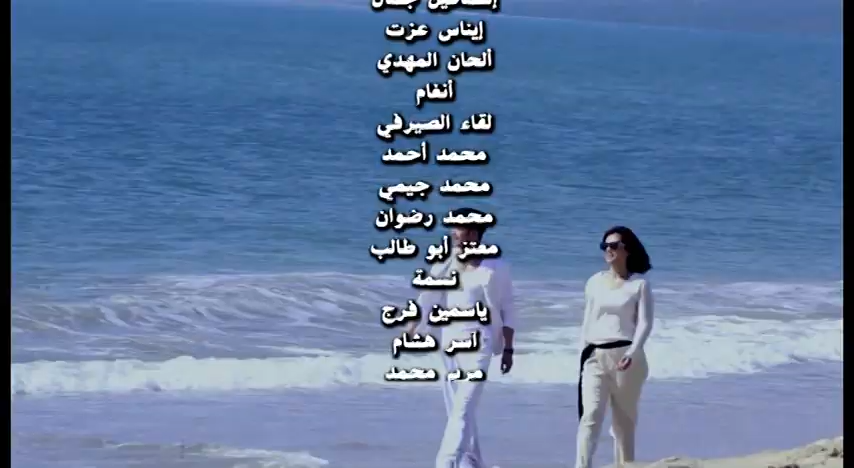 إيناس عزت
ألحان المهدي
أنغام
لقاء الصيرفي
محمد أحمد
محمد جيمي
محمد رضوان
معتز أبو طالب
نسمة
ياسمين فرج
آسر هشام
محمد